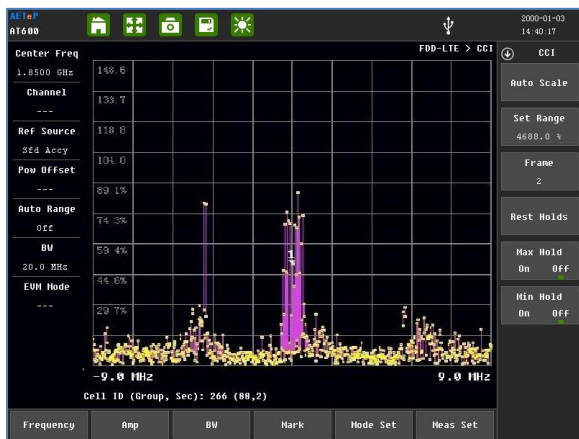 AETeP
AT600
2000-01-03
14:40:17
FDD-LTE > CCI
Center Freq
1.8500 GHz
Channel
---
Ref Source
Sfd Accy
Pow Offset
---
Auto Range
Off
BW
20.0 MHz
EVM Mode
---
148.6
133.7
118.8
104.0
89.1%
74.3%
59.4%
44.6%
29.7%
1
-9.0 MHz
9.0 MHz
Cell ID (Group, Sec): 266 (88,2)
CCI
Auto Scale
Set Range
4688.0 %
Frame
2
Rest Holds
Max Hold
On Off
Min Hold
On Off
Frequency
Amp
BW
Mark
Mode Set
Meas Set